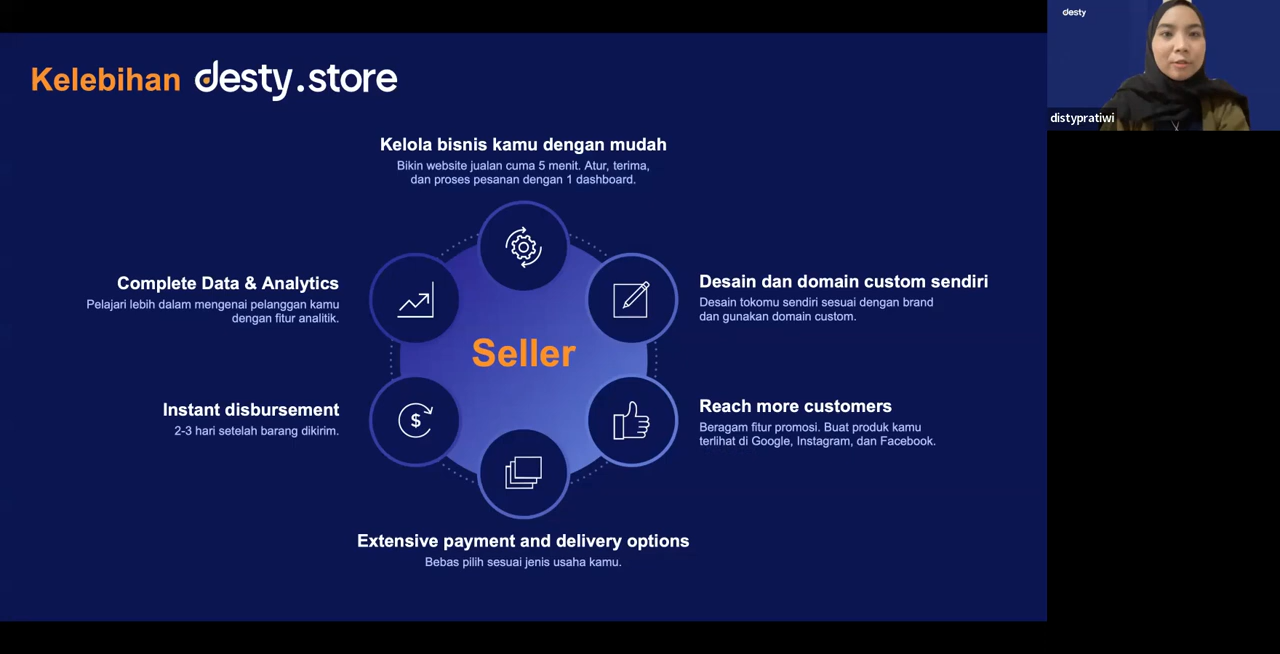 Kelebihan desty.store
Kelola bisnis kamu dengan mudah
Bikin website jualan cuma 5 menit. Atur, terima,
dan proses pesanan dengan 1 dashboard.
Desain dan domain custom sendiri
Desain tokomu sendiri sesuai dengan brand
dan gunakan domain custom.
Reach more customers
Beragam fitur promosi. Buat produk kamu
terlihat di Google, Instagram, dan Facebook.
Extensive payment and delivery options
Bebas pilih sesuai jenis usaha kamu.
Instant disbursement
2-3 hari setelah barang dikirim.
Complete Data & Analytics
Pelajari lebih dalam mengenai pelanggan kamu
dengan fitur analitik.
Seller
$
desty
distypratiwi